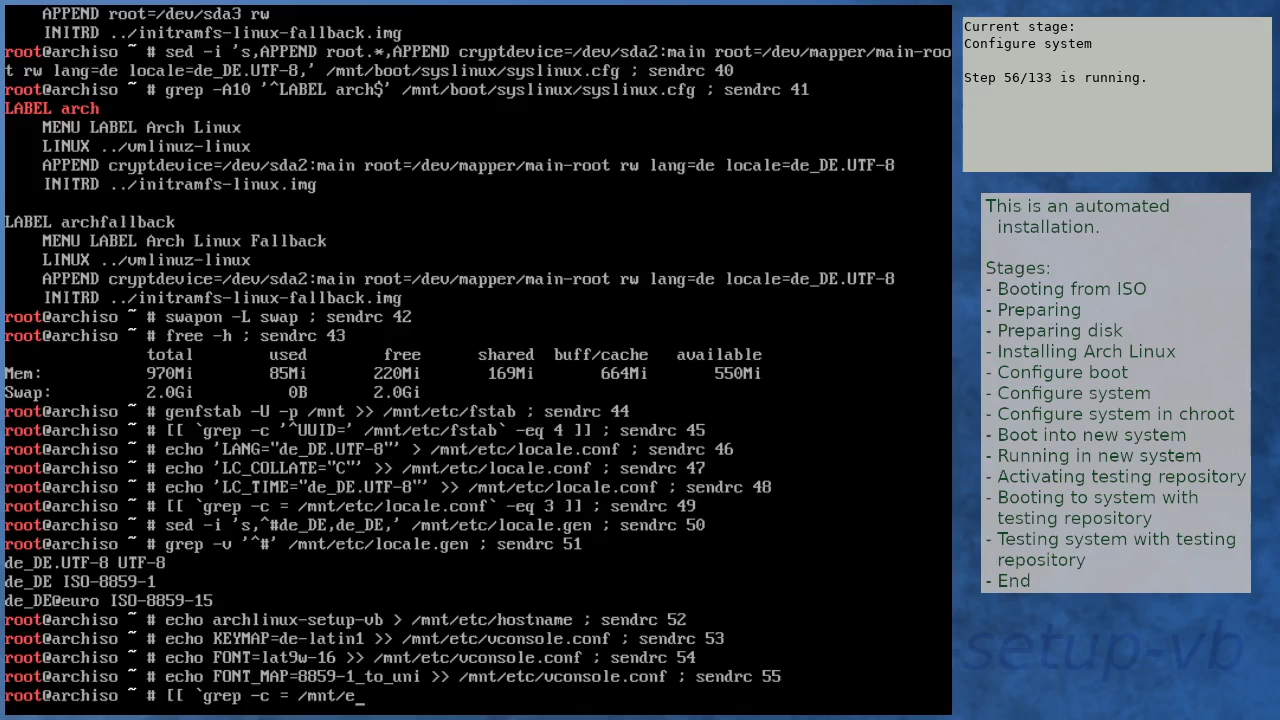 APPEND root=/dev/sda3 rw
    INITRD ../initramfs-linux-fallback.img
root@archiso ~ # sed -i 's,APPEND root.*,APPEND cryptdevice=/dev/sda2:main root=/dev/mapper/main-roo
t rw lang=de locale=de_DE.UTF-8,' /mnt/boot/syslinux/syslinux.cfg ; sendrc 40
root@archiso ~ # grep -A10 '^LABEL arch$' /mnt/boot/syslinux/syslinux.cfg ; sendrc 41
LABEL arch
    MENU LABEL Arch Linux
    LINUX ../vmlinuz-linux
    APPEND cryptdevice=/dev/sda2:main root=/dev/mapper/main-root rw lang=de locale=de_DE.UTF-8
    INITRD ../initramfs-linux.img

LABEL archfallback
    MENU LABEL Arch Linux Fallback
    LINUX ../vmlinuz-linux
    APPEND cryptdevice=/dev/sda2:main root=/dev/mapper/main-root rw lang=de locale=de_DE.UTF-8
    INITRD ../initramfs-linux-fallback.img
root@archiso ~ # swapon -L swap ; sendrc 42
root@archiso ~ # free -h ; sendrc 43
               total        used        free      shared  buff/cache   available
Mem:           970Mi        85Mi       220Mi       169Mi       664Mi       550Mi
Swap:          2.0Gi          0B       2.0Gi
root@archiso ~ # genfstab -U -p /mnt >> /mnt/etc/fstab ; sendrc 44
root@archiso ~ # [[ `grep -c '^UUID=' /mnt/etc/fstab` -eq 4 ]] ; sendrc 45
root@archiso ~ # echo 'LANG="de_DE.UTF-8"' > /mnt/etc/locale.conf ; sendrc 46
root@archiso ~ # echo 'LC_COLLATE="C"' >> /mnt/etc/locale.conf ; sendrc 47
root@archiso ~ # echo 'LC_TIME="de_DE.UTF-8"' >> /mnt/etc/locale.conf ; sendrc 48
root@archiso ~ # [[ `grep -c = /mnt/etc/locale.conf` -eq 3 ]] ; sendrc 49
root@archiso ~ # sed -i 's,^#de_DE,de_DE,' /mnt/etc/locale.gen ; sendrc 50
root@archiso ~ # grep -v '^#' /mnt/etc/locale.gen ; sendrc 51
de_DE.UTF-8 UTF-8
de_DE ISO-8859-1
de_DE@euro ISO-8859-15
root@archiso ~ # echo archlinux-setup-vb > /mnt/etc/hostname ; sendrc 52
root@archiso ~ # echo KEYMAP=de-latin1 >> /mnt/etc/vconsole.conf ; sendrc 53
root@archiso ~ # echo FONT=lat9w-16 >> /mnt/etc/vconsole.conf ; sendrc 54
root@archiso ~ # echo FONT_MAP=8859-1_to_uni >> /mnt/etc/vconsole.conf ; sendrc 55
root@archiso ~ # [[ `grep -c = /mnt/e_
Current stage:
Configure system

Step 56/133 is running.
This is an automated
installation.

Stages:
- Booting from ISO
- Preparing
- Preparing disk
- Installing Arch Linux
- Configure boot
- Configure system
- Configure system in chroot
- Boot into new system
- Running in new system
- Activating testing repository
- Booting to system with
testing repository
- Testing system with testing
repository
- End
setup-vb